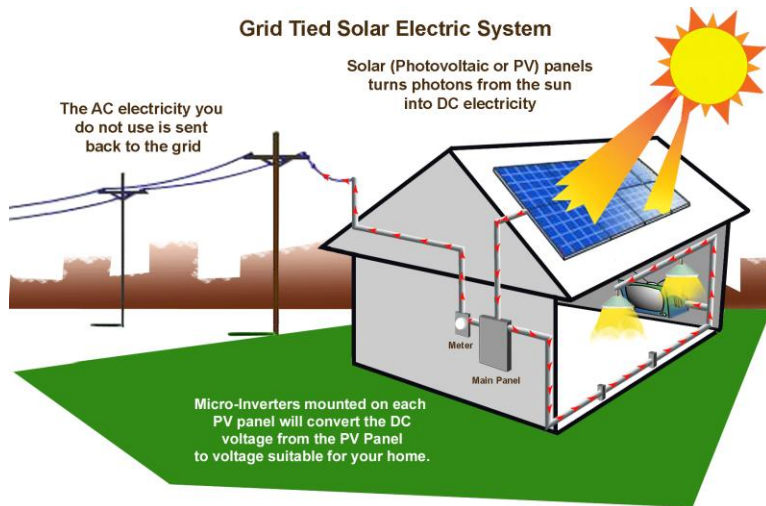 Grid Tied Solar Electric System
Solar (Photovoltaic or PV) panels
turns photons from the sun
into DC electricity
The AC electricity you
do not use is sent
back to the grid
Meter
Main Panel
Micro-Inverters mounted on each
PV panel will convert the DC
voltage from the PV Panel
to voltage suitable for your home.